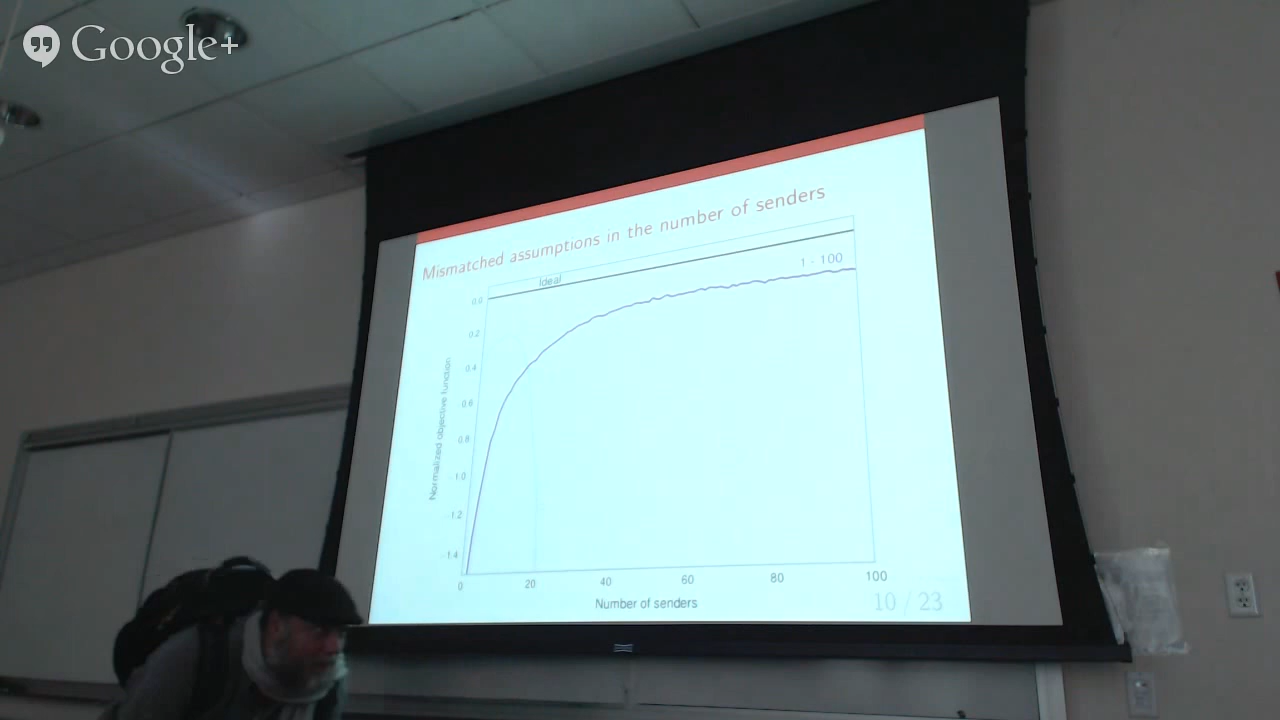 Google+
Mismatched assumptions in the number of senders
Ideal
1 - 100
0.0
0.2
0.4
0.6
0.8
1.0
1.2
1.4
Normalized objective function
0 20 40 60 80 100
Number of senders
10 / 23